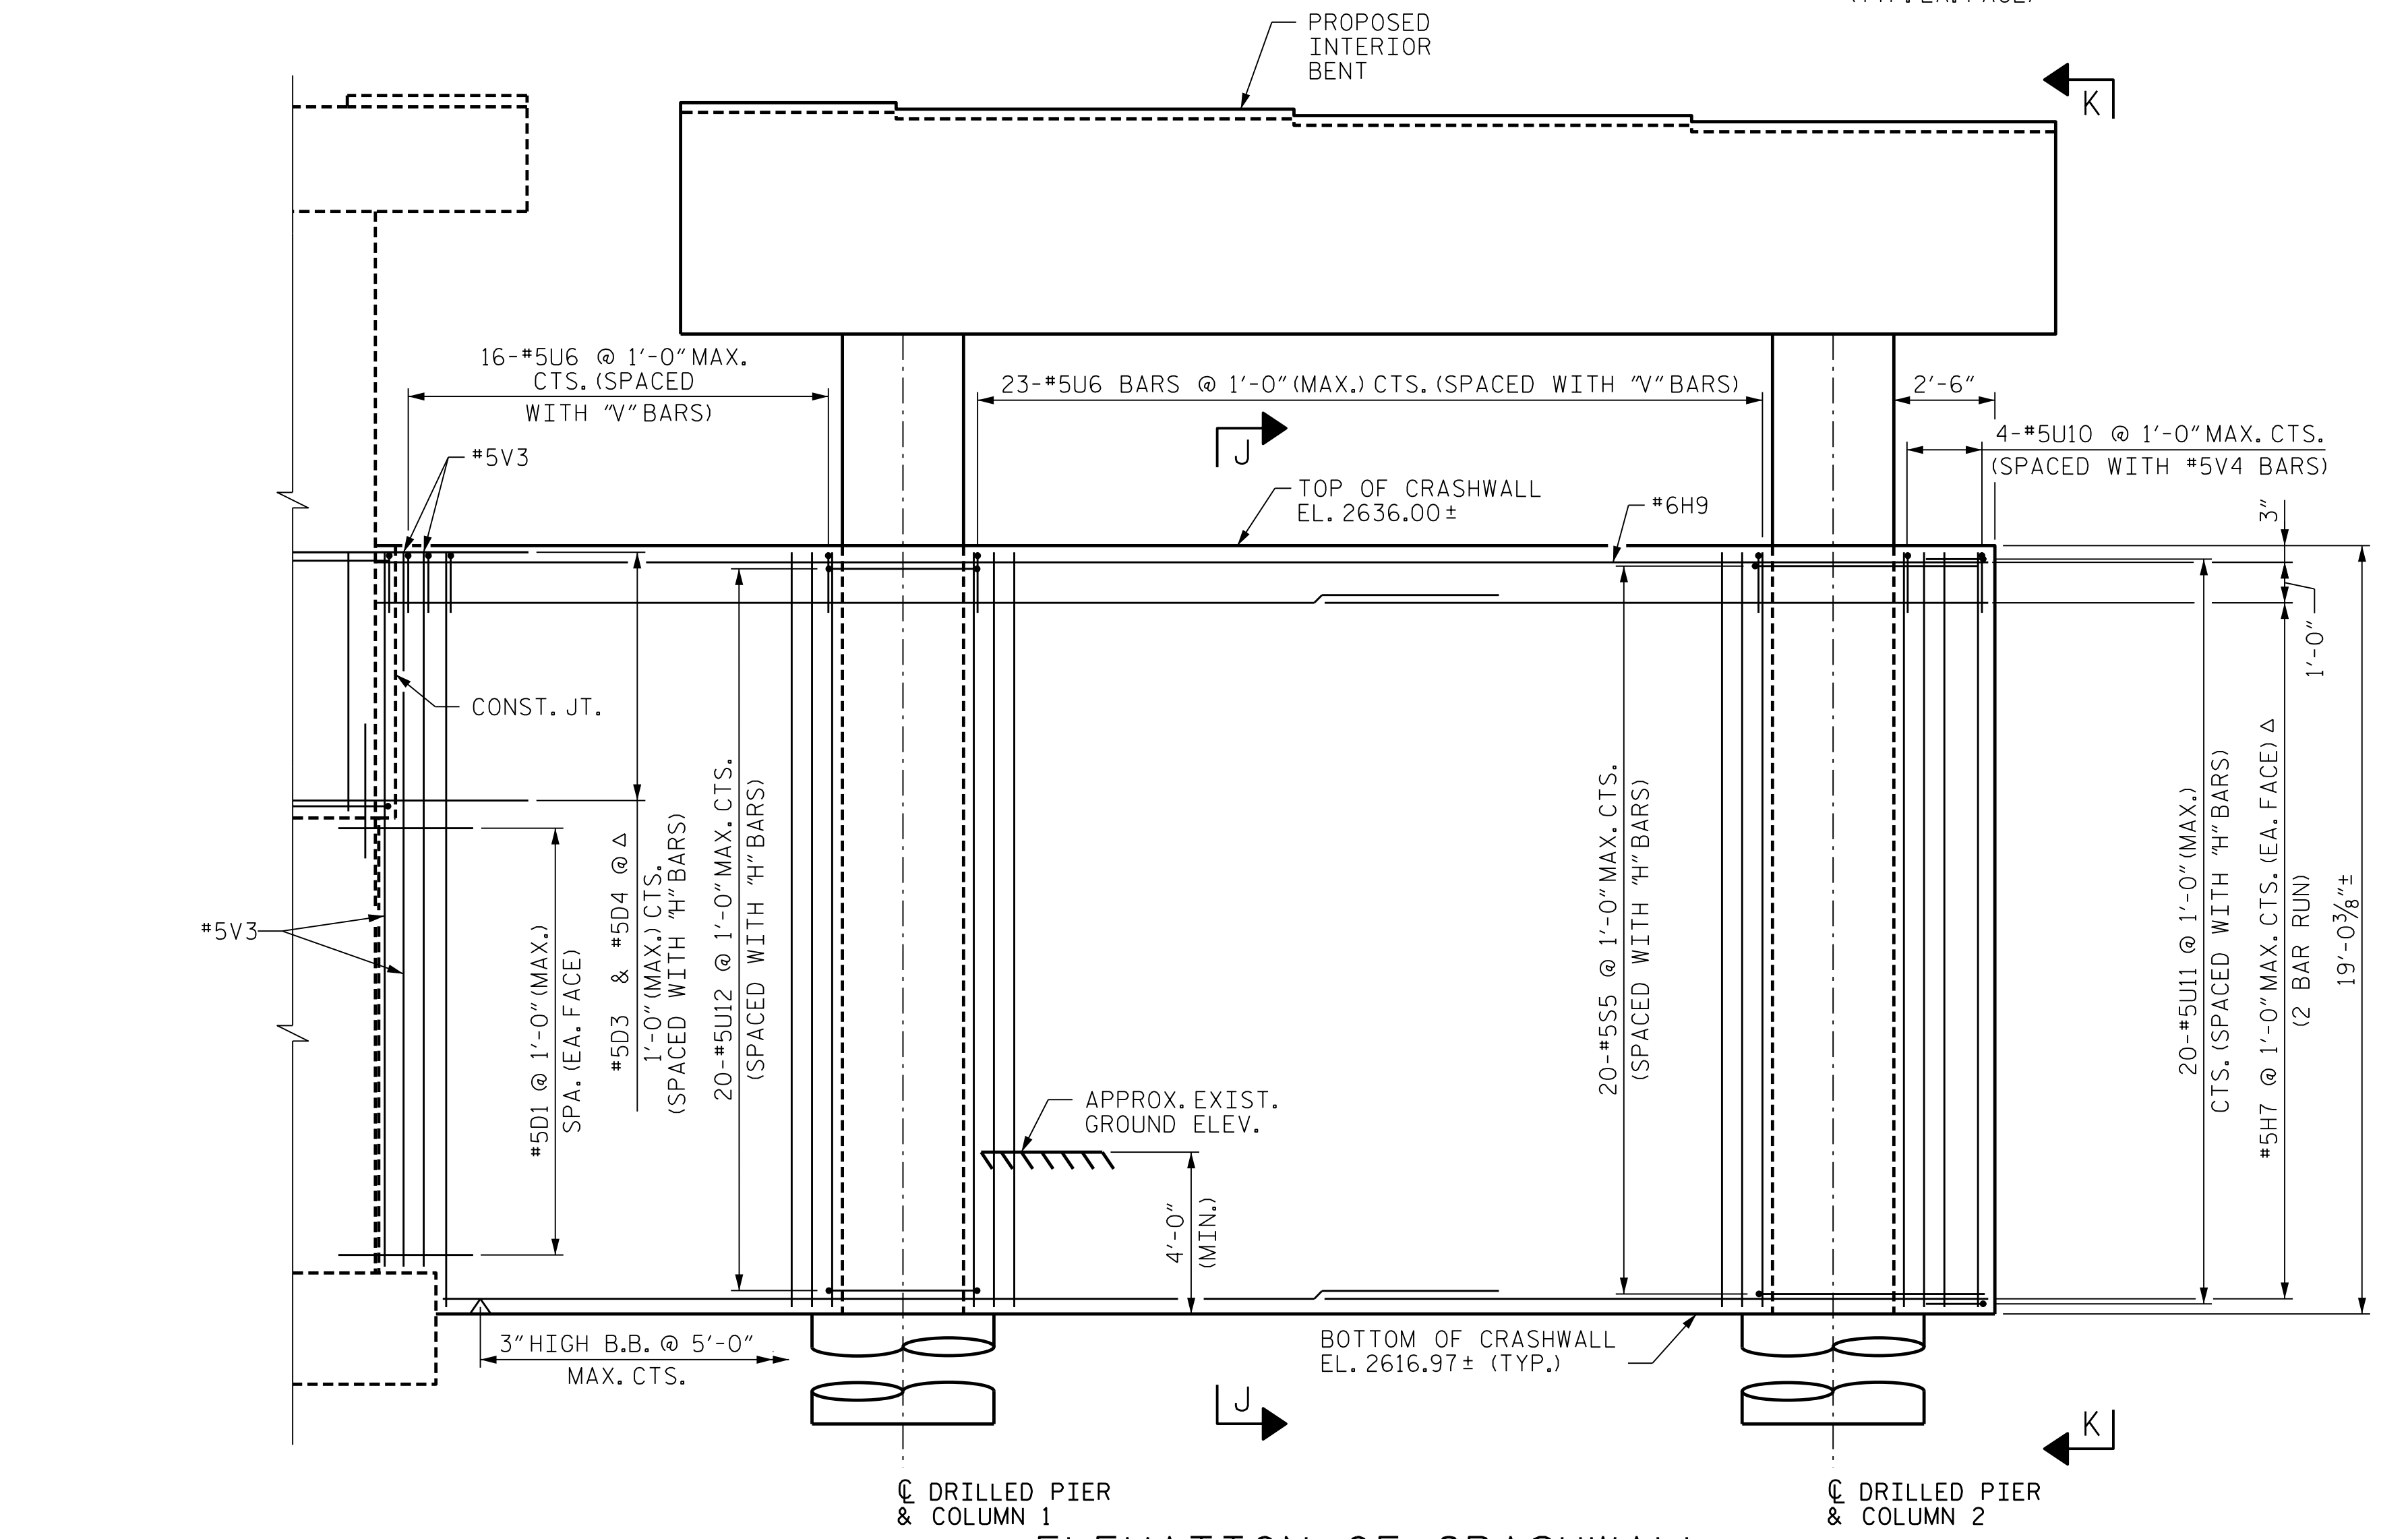 PROPOSED
INTERIOR
BENT
K
16-#5U6 @ 1'-0" MAX.
CTS. (SPACED
WITH "V" BARS)
23-#5U6 BARS @ 1'-0" (MAX.) CTS. (SPACED WITH "V" BARS)
2'-6"
J
4-#5U10 @ 1'-0" MAX. CTS.
(SPACED WITH #5V4 BARS)
#5V3
TOP OF CRASHWALL
EL. 2636.00±
#6H9
3"
1'-0"
CONST. JT.
#5V3
#5D1 @ 1'-0" (MAX.)
SPA. (EA. FACE)
#5D3 & #5D4 @ Δ
1'-0" (MAX.) CTS.
(SPACED WITH "H" BARS)
20-#5U12 @ 1'-0" MAX. CTS.
(SPACED WITH "H" BARS)
20-#5S5 @ 1'-0" MAX. CTS.
(SPACED WITH "H" BARS)
20-#5U11 @ 1'-0" (MAX.)
CTS. (SPACED WITH "H" BARS)
#5H7 @ 1'-0" MAX. CTS. (EA. FACE) Δ
(2 BAR RUN)
19'-0⅜"±
APPROX. EXIST.
GROUND ELEV.
4'-0"
(MIN.)
3" HIGH B.B. @ 5'-0"
MAX. CTS.
BOTTOM OF CRASHWALL
EL. 2616.97± (TYP.)
J
K
℄ DRILLED PIER
& COLUMN 1
℄ DRILLED PIER
& COLUMN 2
ELEVATION OF CRASHWALL